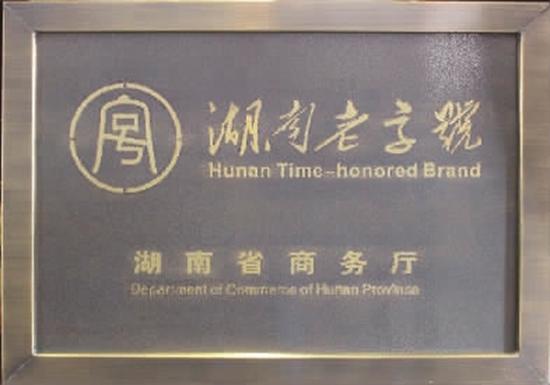 湖南老字號
Hunan Time-honored Brand
湖南省商务厅
Department of Commerce of Hunan Province